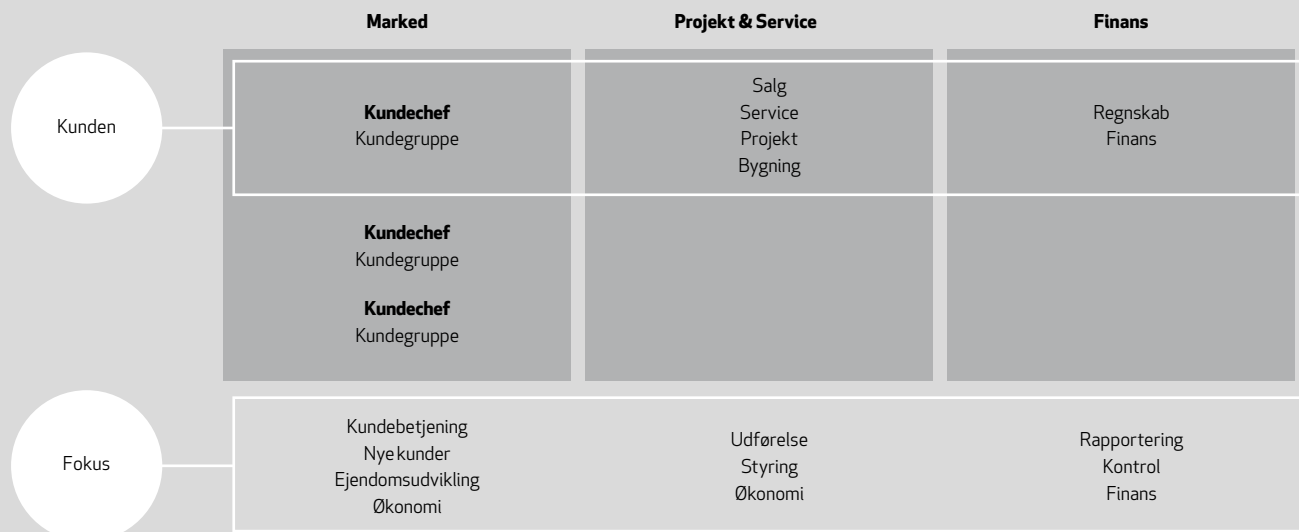 Marked
Projekt & Service
Finans
Kunden
Kundechef
Kundegruppe
Salg
Service
Projekt
Bygning
Regnskab
Finans
Kundechef
Kundegruppe
Kundechef
Kundegruppe
Fokus
Kundebetjening
Nye kunder
Ejendomsudvikling
Økonomi
Udførelse
Styring
Økonomi
Rapportering
Kontrol
Finans